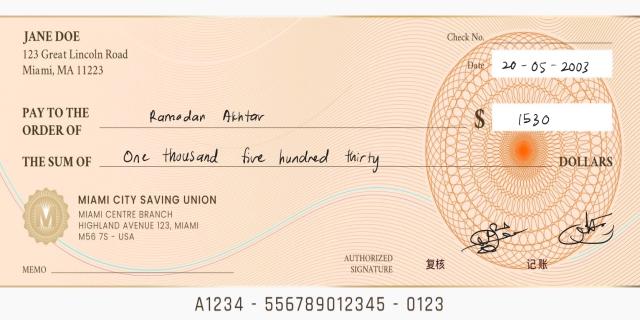 JANE DOE
123 Great Lincoln Road
Miami, MA 11223
Check No.
Date 20-05-2003
PAY TO THE
ORDER OF Ramadan Akhtar $ 1530
THE SUM OF One thousand five hundred thirty DOLLARS
MIAMI CITY SAVING UNION
MIAMI CENTRE BRANCH
HIGHLAND AVENUE 123, MIAMI
M56 7S - USA
MEMO
AUTHORIZED
SIGNATURE
复核 记账
A1234 - 556789012345 - 0123